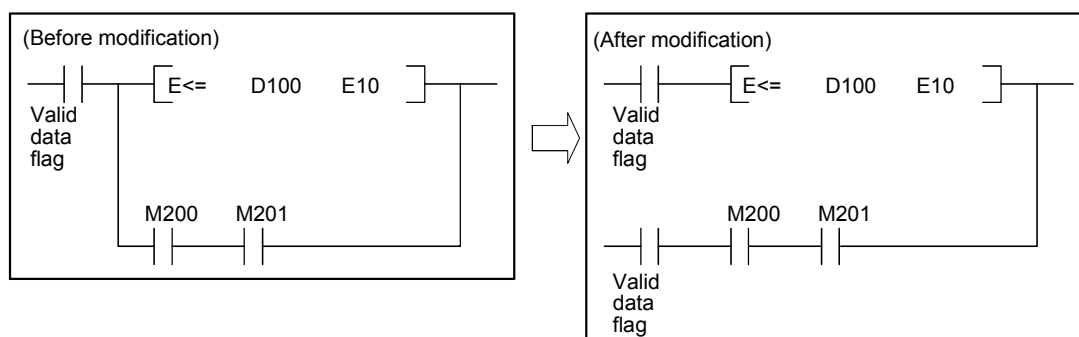 (Before modification)
E<= D100 E10
Valid
data
flag
M200 M201
(After modification)
E<= D100 E10
Valid
data
flag
M200 M201
Valid
data
flag